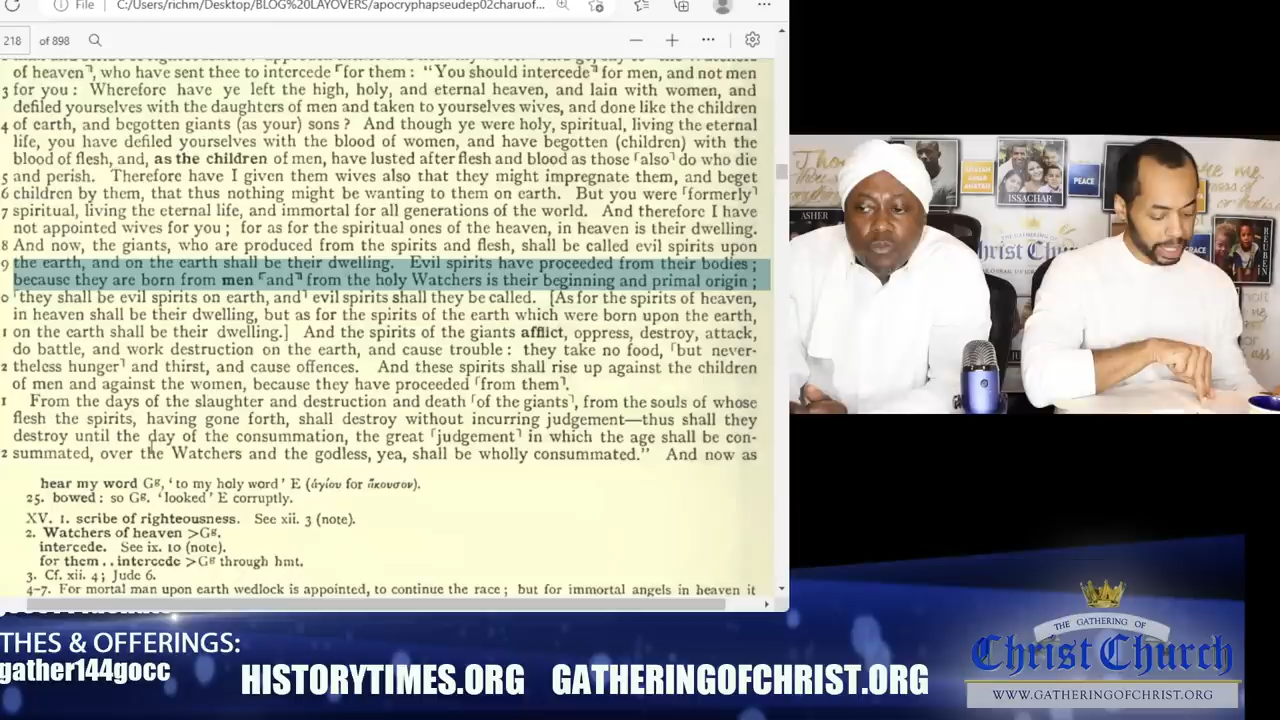 File
C:/Users/richm/Desktop/BLOG%20LAYOVERS/apocryphapseudep02charuof...
218 of 898
of heaven⌝, who have sent thee to intercede ⌜for them : “You should intercede⌝ for men, and not men
3 for you : Wherefore have ye left the high, holy, and eternal heaven, and lain with women, and
defiled yourselves with the daughters of men and taken to yourselves wives, and done like the children
4 of earth, and begotten giants (as your) sons ? And though ye were holy, spiritual, living the eternal
life, you have defiled yourselves with the blood of women, and have begotten (children) with the
blood of flesh, and, as the children of men, have lusted after flesh and blood as those ⌜also⌝ do who die
5 and perish. Therefore have I given them wives also that they might impregnate them, and beget
6 children by them, that thus nothing might be wanting to them on earth. But you were ⌜formerly⌝
7 spiritual, living the eternal life, and immortal for all generations of the world. And therefore I have
not appointed wives for you ; for as for the spiritual ones of the heaven, in heaven is their dwelling.
8 And now, the giants, who are produced from the spirits and flesh, shall be called evil spirits upon
9 the earth, and on the earth shall be their dwelling. Evil spirits have proceeded from their bodies ;
because they are born from men ⌜and⌝ from the holy Watchers is their beginning and primal origin ;
0 ⌜they shall be evil spirits on earth, and⌝ evil spirits shall they be called. [As for the spirits of heaven,
in heaven shall be their dwelling, but as for the spirits of the earth which were born upon the earth,
1 on the earth shall be their dwelling.] And the spirits of the giants afflict, oppress, destroy, attack,
do battle, and work destruction on the earth, and cause trouble : they take no food, ⌜but never-
2 theless hunger⌝ and thirst, and cause offences. And these spirits shall rise up against the children
of men and against the women, because they have proceeded ⌜from them⌝.
1 From the days of the slaughter and destruction and death ⌜of the giants⌝, from the souls of whose
flesh the spirits, having gone forth, shall destroy without incurring judgement—thus shall they
destroy until the day of the consummation, the great ⌜judgement⌝ in which the age shall be con-
2 summated, over the Watchers and the godless, yea, shall be wholly consummated.” And now as
hear my word Gᵍ, ‘to my holy word’ E (ἁγίου for ἤκουσον).
25. bowed : so Gᵍ. ‘looked’ E corruptly.
XV. 1. scribe of righteousness. See xii. 3 (note).
2. Watchers of heaven >Gᵍ.
intercede. See ix. 10 (note).
for them . . intercede >Gᵍ through hmt.
3. Cf. xii. 4 ; Jude 6.
4-7. For mortal man upon earth wedlock is appointed, to continue the race ; but for immortal angels in heaven it
ASHER
ISSACHAR
PEACE
REUBEN
THES & OFFERINGS:
gather144gocc
HISTORYTIMES.ORG
GATHERINGOFCHRIST.ORG
THE GATHERING OF
Christ Church
WWW.GATHERINGOFCHRIST.ORG